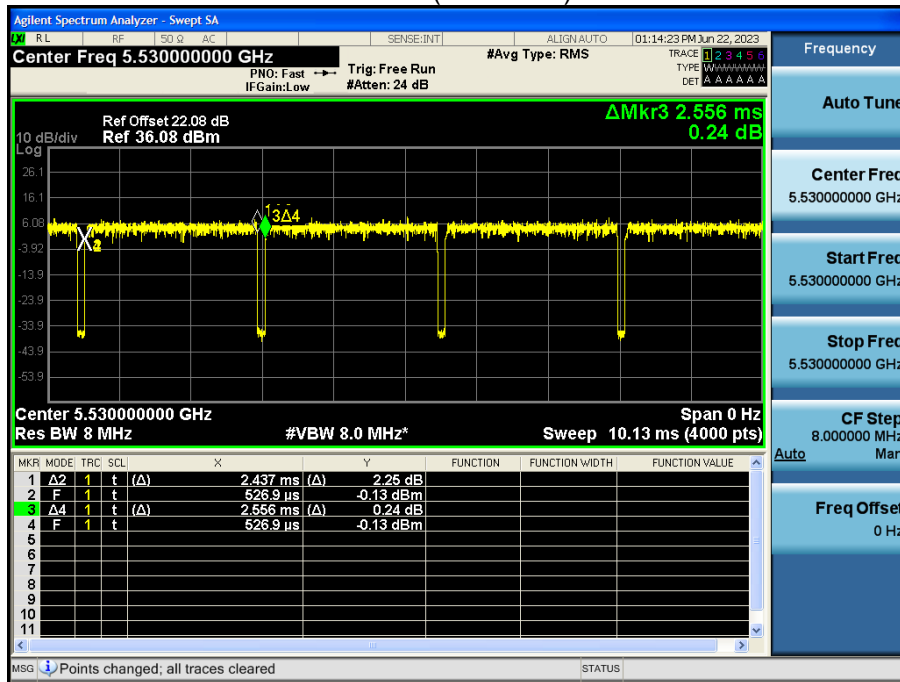 Agilent Spectrum Analyzer - Swept SA
LXI RL RF 50 Ω AC SENSE:INT ALIGN AUTO 01:14:23 PM Jun 22, 2023
Center Freq 5.530000000 GHz #Avg Type: RMS TRACE 1 2 3 4 5 6
PNO: Fast Trig: Free Run TYPE WWWWWW
IFGain:Low #Atten: 24 dB DET A A A A A A
Frequency
Ref Offset 22.08 dB ΔMkr3 2.556 ms
10 dB/div Ref 36.08 dBm 0.24 dB
Log
26.1
16.1
6.08
-3.92
-13.9
-23.9
-33.9
-43.9
-53.9
3Δ4
2
Center 5.530000000 GHz Span 0 Hz
Res BW 8 MHz #VBW 8.0 MHz* Sweep 10.13 ms (4000 pts)
MKR MODE TRC SCL X Y FUNCTION FUNCTION WIDTH FUNCTION VALUE
1 Δ2 1 t (Δ) 2.437 ms (Δ) 2.25 dB
2 F 1 t 526.9 µs -0.13 dBm
3 Δ4 1 t (Δ) 2.556 ms (Δ) 0.24 dB
4 F 1 t 526.9 µs -0.13 dBm
5
6
7
8
9
10
11
MSG Points changed; all traces cleared STATUS
Auto Tune
Center Freq
5.530000000 GHz
Start Freq
5.530000000 GHz
Stop Freq
5.530000000 GHz
CF Step
8.000000 MHz
Auto Man
Freq Offset
0 Hz